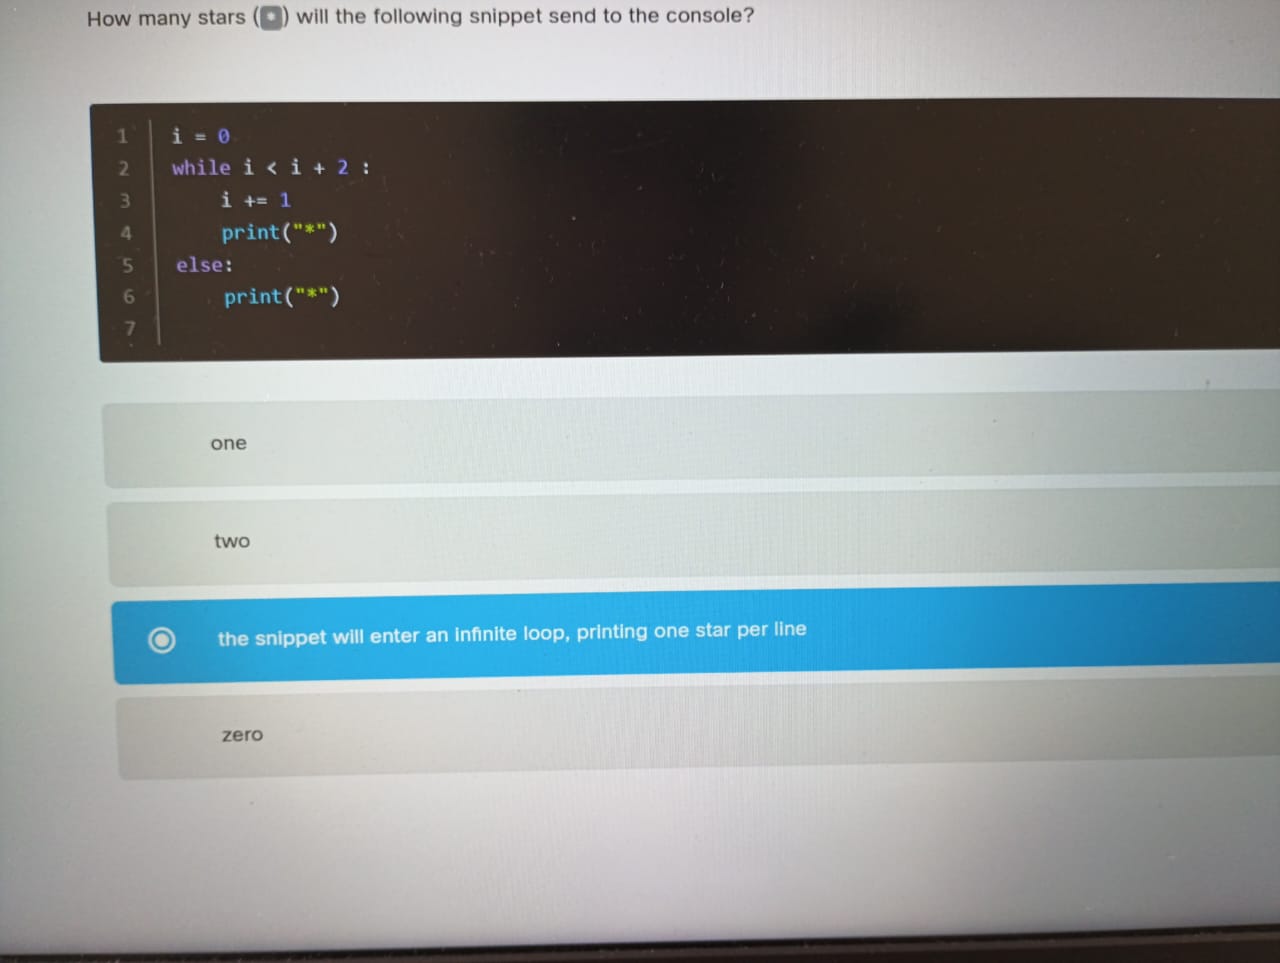 How many stars (*) will the following snippet send to the console?
1 i = 0
2 while i < i + 2 :
3 i += 1
4 print("*")
5 else:
6 print("*")
7
one
two
the snippet will enter an infinite loop, printing one star per line
zero